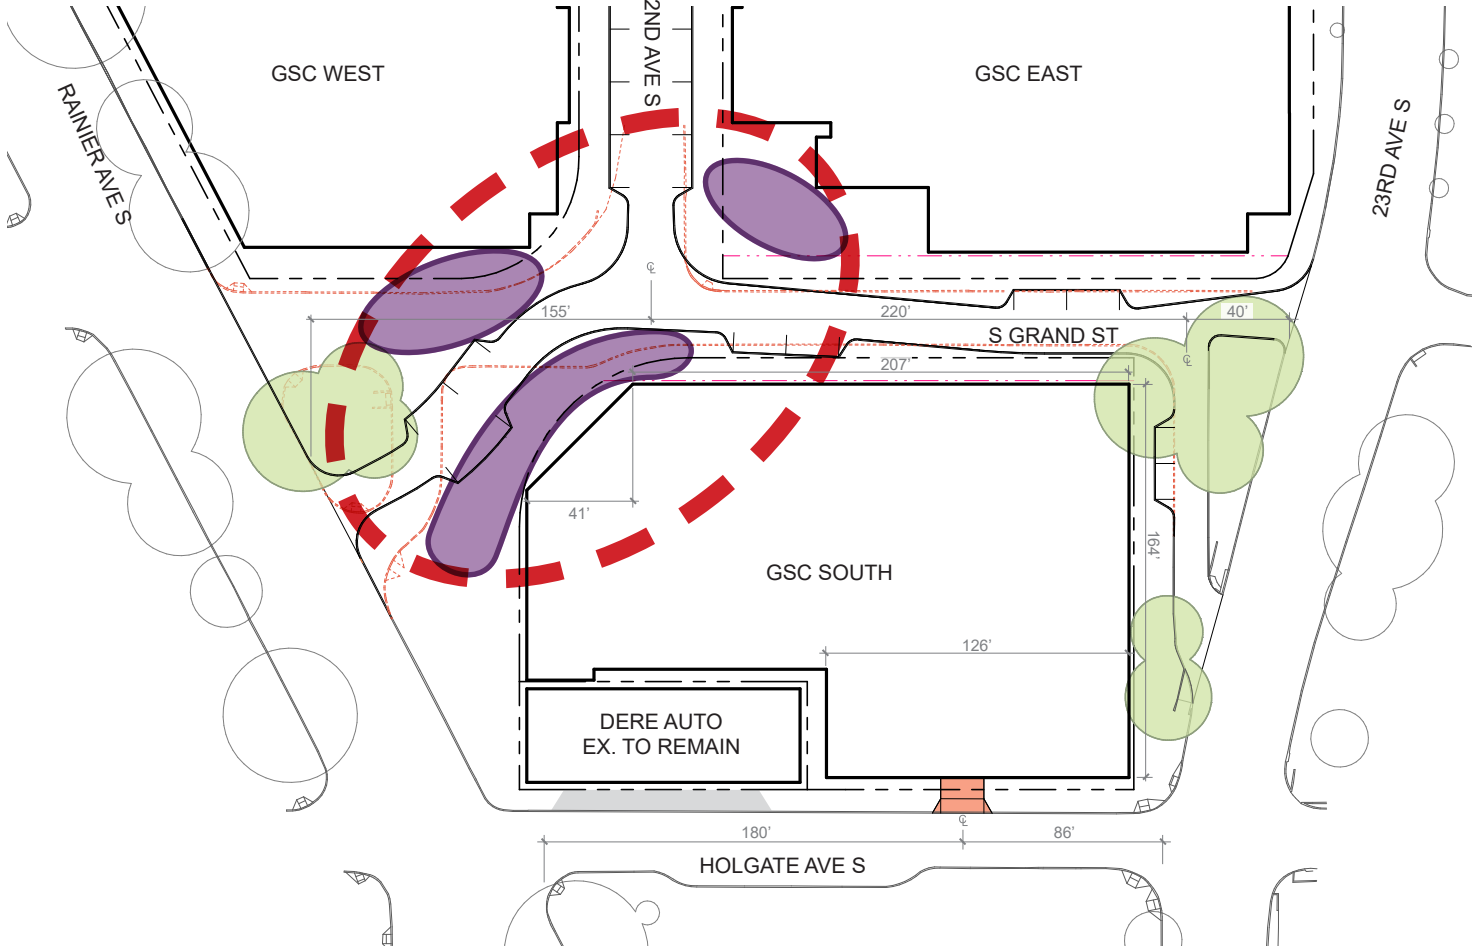 2ND AVE S
GSC WEST
GSC EAST
RAINIER AVE S
23RD AVE S
℄
155'
220'
40'
S GRAND ST
℄
207'
41'
164'
GSC SOUTH
126'
DERE AUTO
EX. TO REMAIN
℄
180'
86'
HOLGATE AVE S